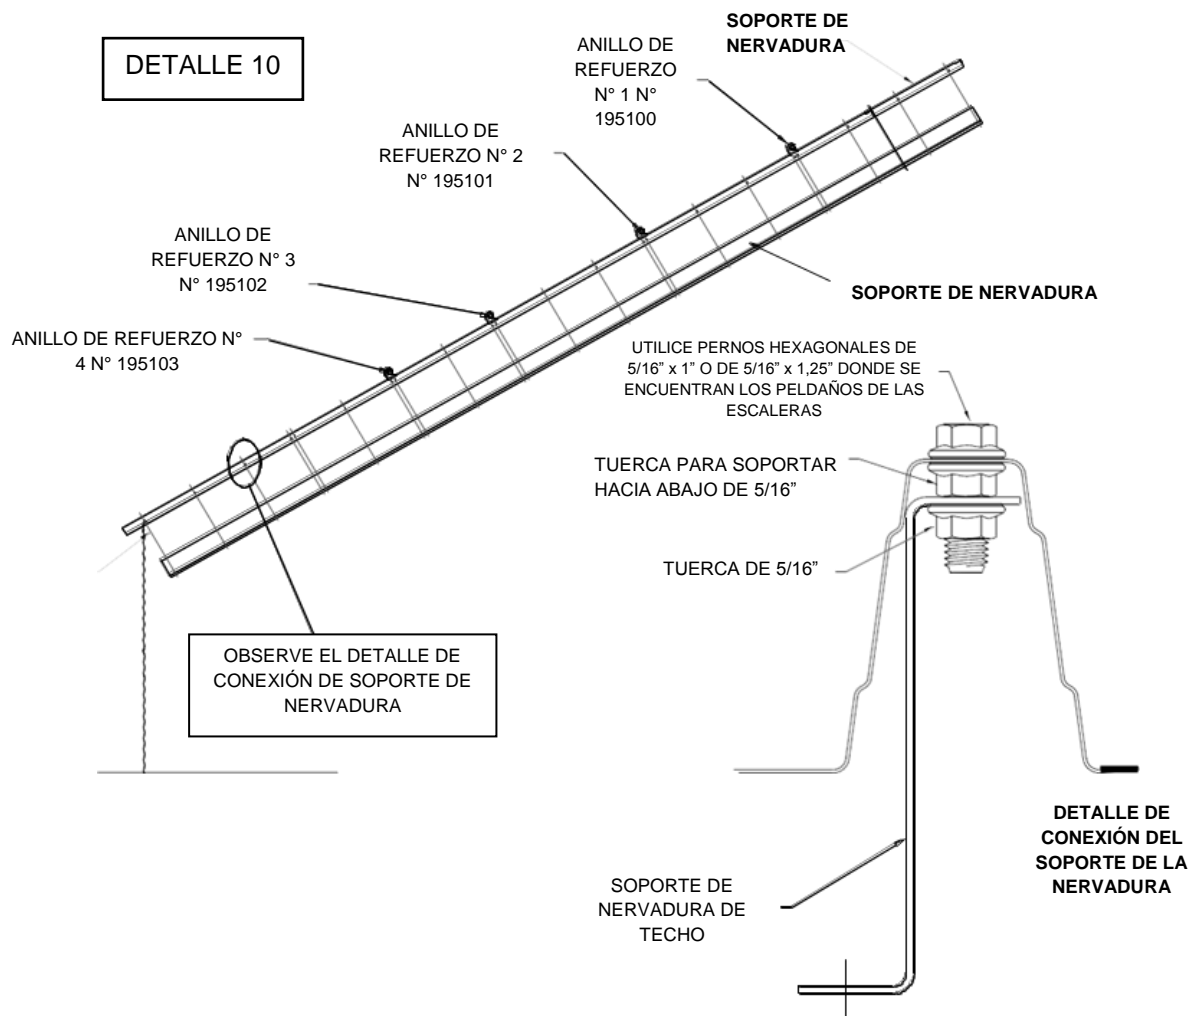 DETALLE 10
SOPORTE DE
NERVADURA
ANILLO DE
REFUERZO
N° 1 N°
195100
ANILLO DE
REFUERZO N° 2
N° 195101
ANILLO DE
REFUERZO N° 3
N° 195102
ANILLO DE REFUERZO N°
4 N° 195103
SOPORTE DE NERVADURA
UTILICE PERNOS HEXAGONALES DE
5/16” x 1” O DE 5/16” x 1,25” DONDE SE
ENCUENTRAN LOS PELDAÑOS DE LAS
ESCALERAS
TUERCA PARA SOPORTAR
HACIA ABAJO DE 5/16”
TUERCA DE 5/16”
OBSERVE EL DETALLE DE
CONEXIÓN DE SOPORTE DE
NERVADURA
DETALLE DE
CONEXIÓN DEL
SOPORTE DE LA
NERVADURA
SOPORTE DE
NERVADURA DE
TECHO